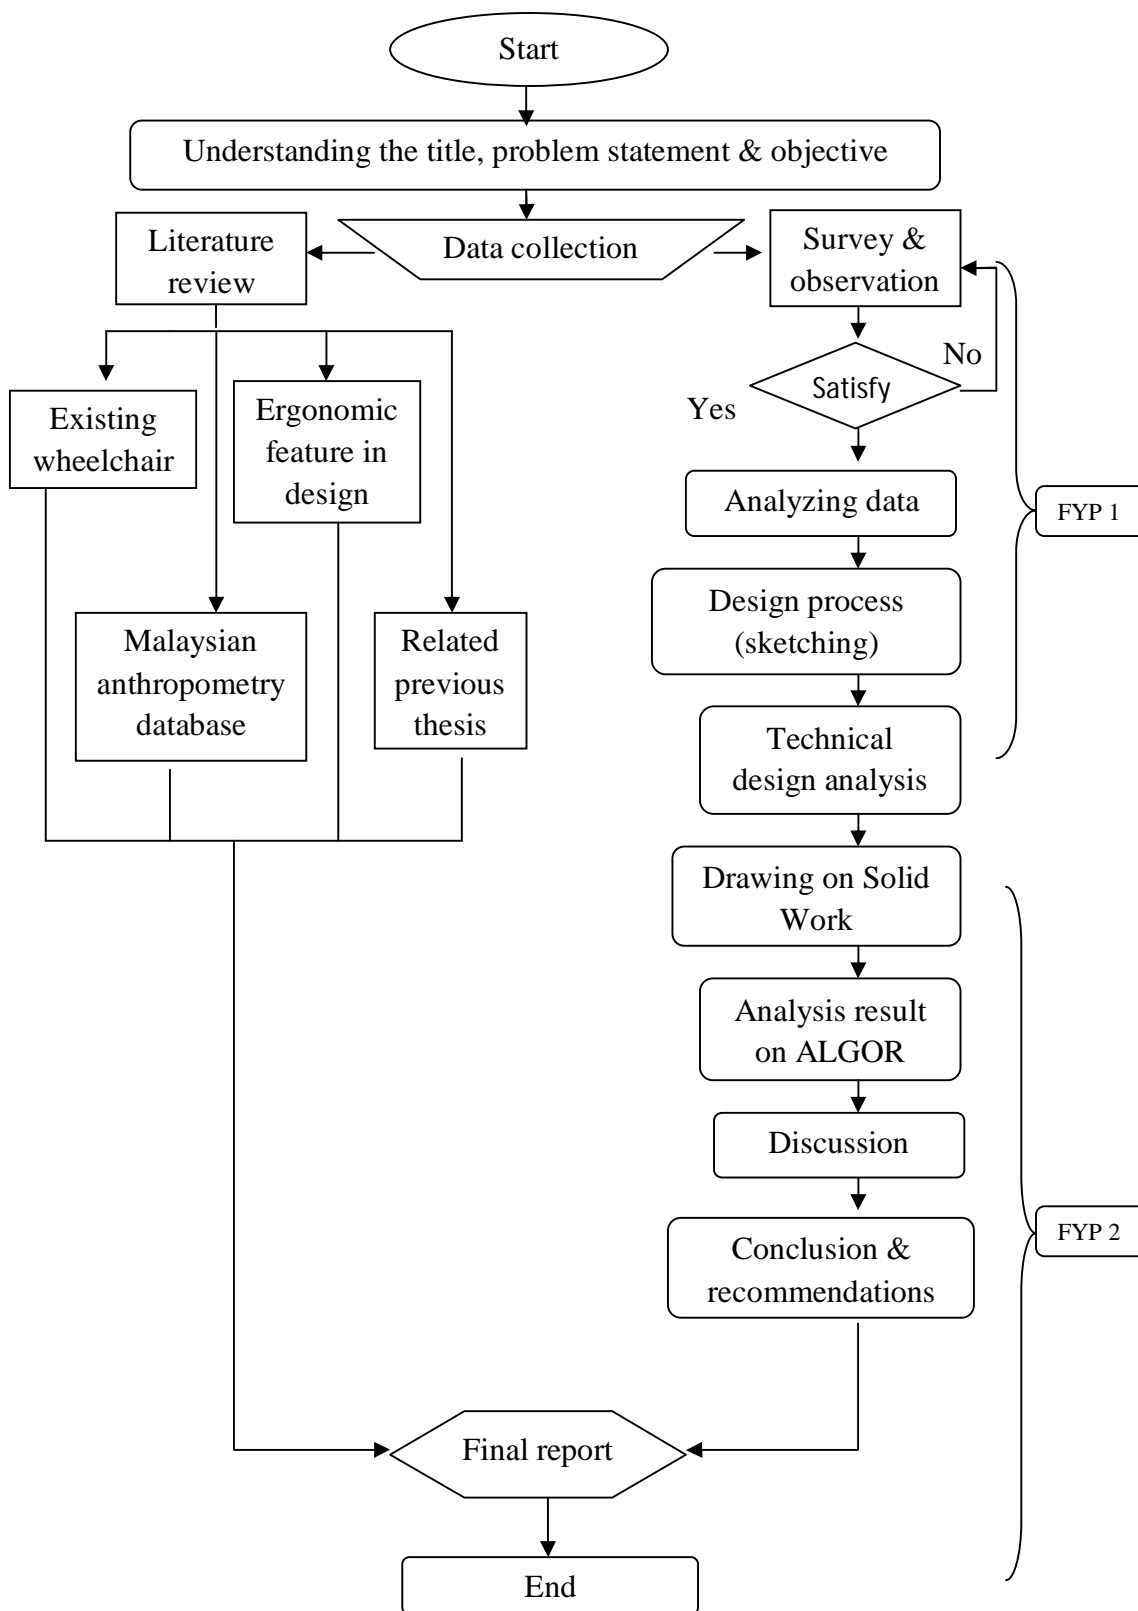 Start
Understanding the title, problem statement & objective
Literature
review
Data collection
Survey &
observation
No
Satisfy
Yes
Existing
wheelchair
Ergonomic
feature in
design
Malaysian
anthropometry
database
Related
previous
thesis
Analyzing data
Design process
(sketching)
Technical
design analysis
FYP 1
Drawing on Solid
Work
Analysis result
on ALGOR
Discussion
Conclusion &
recommendations
FYP 2
Final report
End